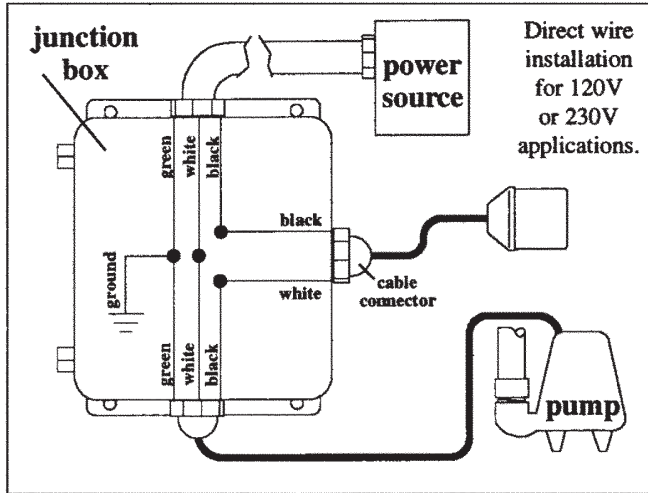 junction
box
power
source
Direct wire
installation
for 120V
or 230V
applications.
green
white
black
black
ground
white
cable
connector
green
white
black
pump